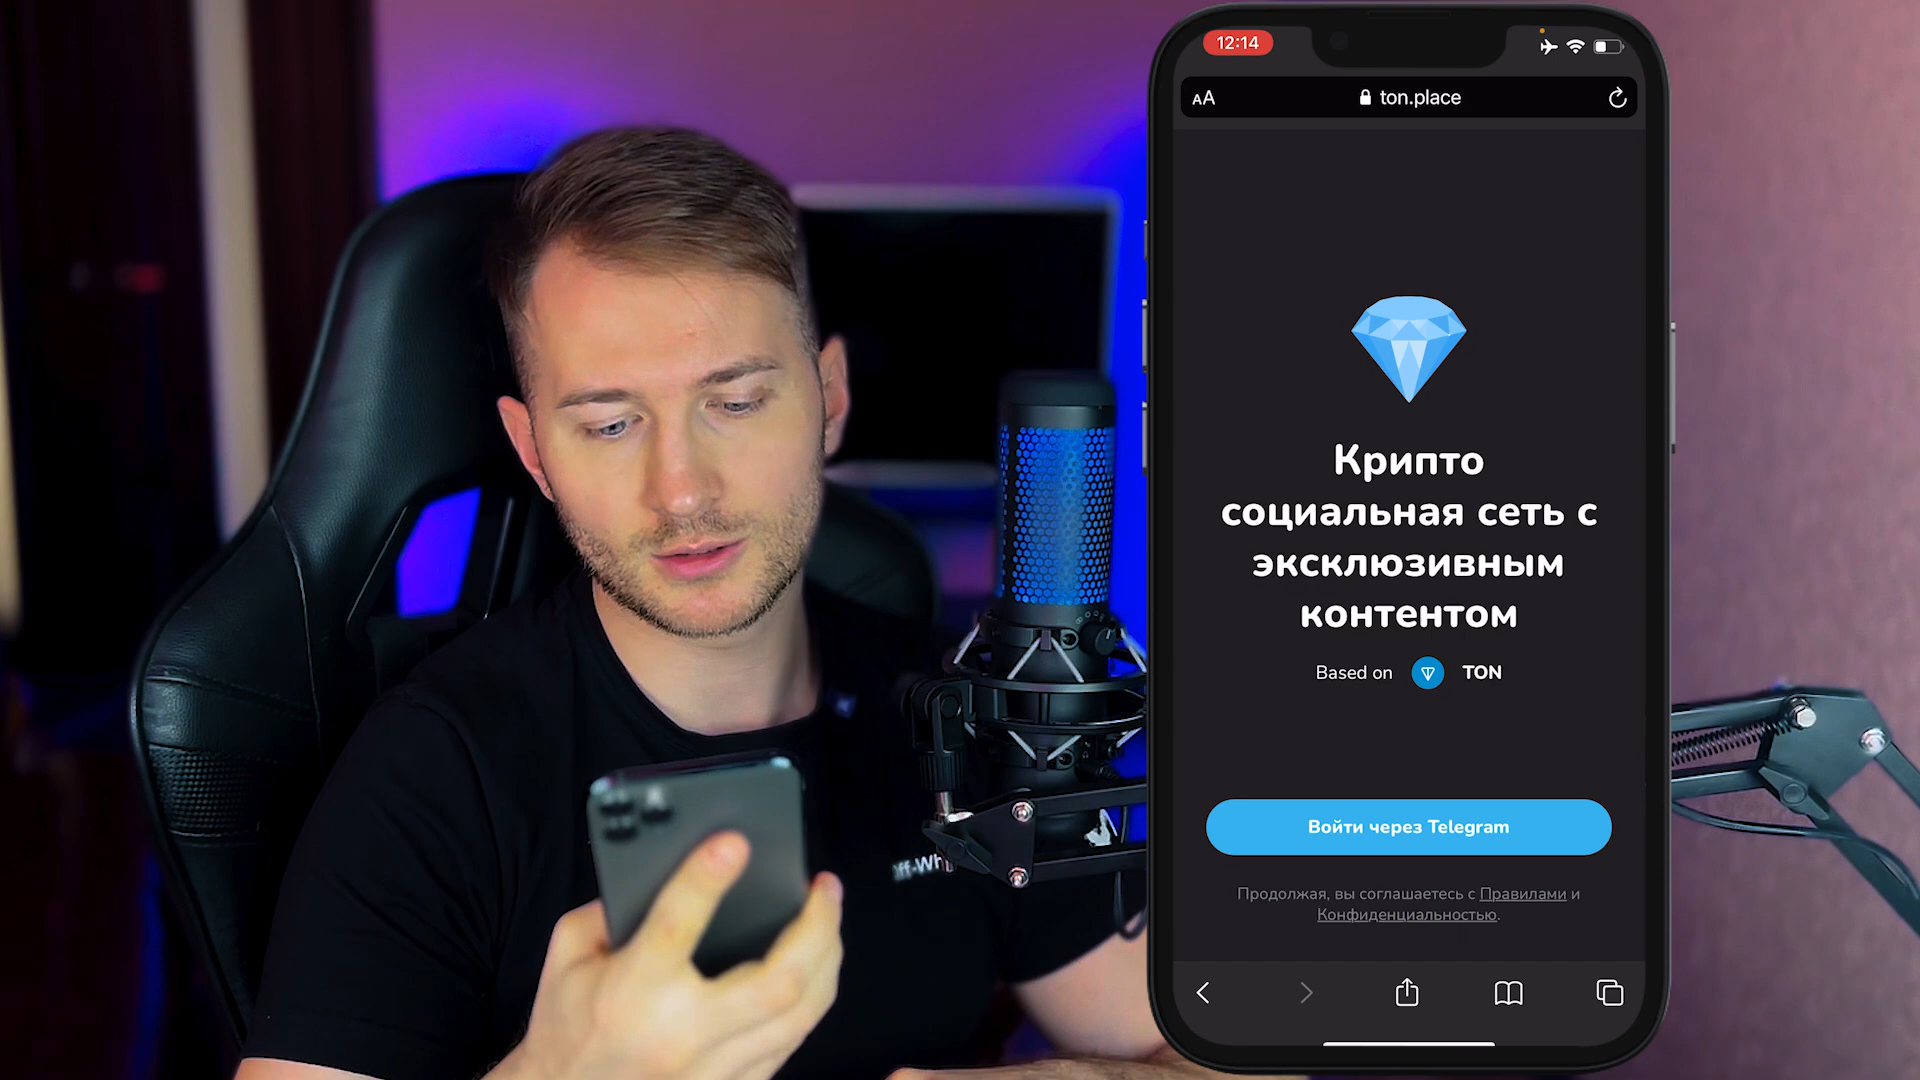 12:14
AA
ton.place
Крипто
социальная сеть с
эксклюзивным
контентом
Based on TON
Войти через Telegram
Продолжая, вы соглашаетесь с Правилами и
Конфиденциальностью.